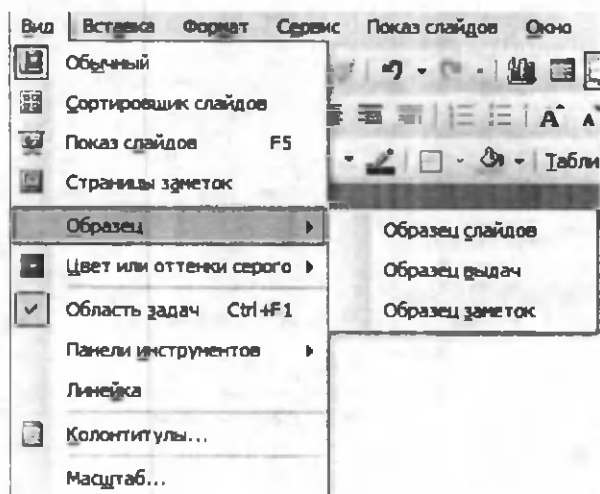 Вид Вставка Формат Сервис Показ слайдов Окно
Обычный
Сортировщик слайдов
Показ слайдов F5
Страницы заметок
Табли
Образец
Образец слайдов
Цвет или оттенки серого
Образец выдач
Область задач Ctrl+F1
Образец заметок
Панели инструментов
Линейка
Колонтитулы...
Масштаб...